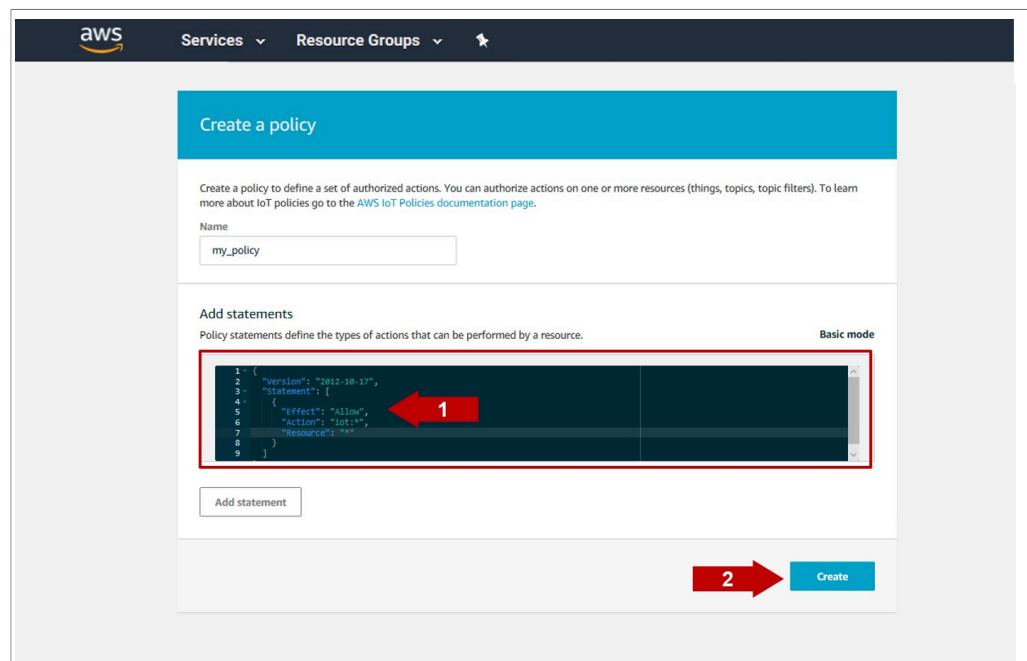 aws
Services
Resource Groups
Create a policy
Create a policy to define a set of authorized actions. You can authorize actions on one or more resources (things, topics, topic filters). To learn
more about IoT policies go to the AWS IoT Policies documentation page.
Name
my_policy
Add statements
Policy statements define the types of actions that can be performed by a resource.
Basic mode
1 {
2 "Version": "2012-10-17",
3 "Statement": [
4 {
5 "Effect": "Allow",
6 "Action": "iot:*",
7 "Resource": "*"
8 }
9 ]
1
Add statement
2
Create